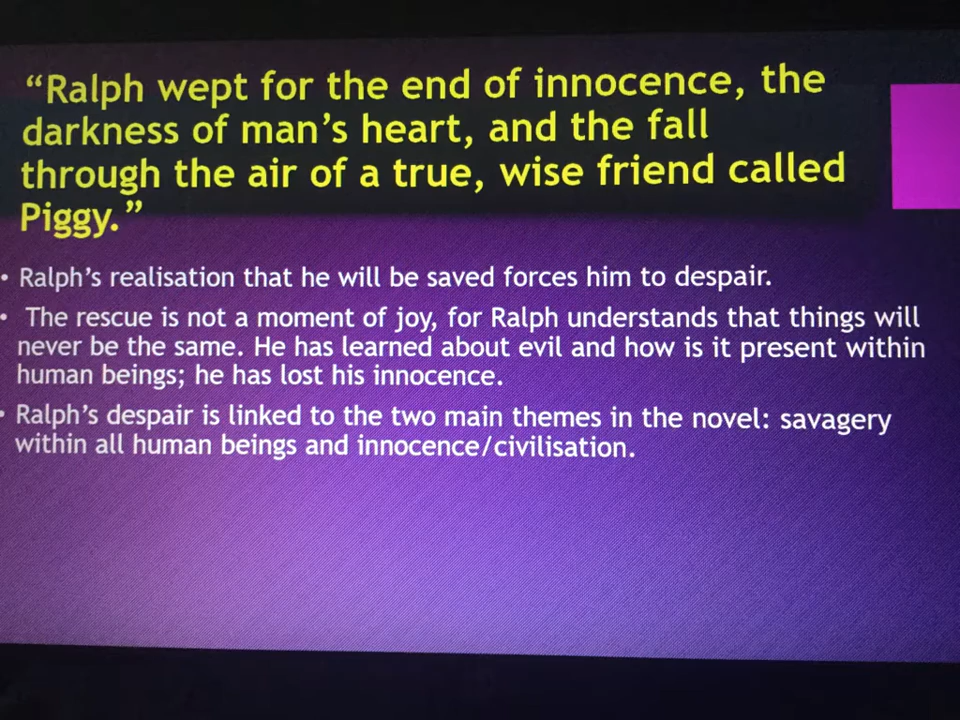 “Ralph wept for the end of innocence, the
darkness of man’s heart, and the fall
through the air of a true, wise friend called
Piggy.”
• Ralph’s realisation that he will be saved forces him to despair.
• The rescue is not a moment of joy, for Ralph understands that things will
never be the same. He has learned about evil and how is it present within
human beings; he has lost his innocence.
• Ralph’s despair is linked to the two main themes in the novel: savagery
within all human beings and innocence/civilisation.